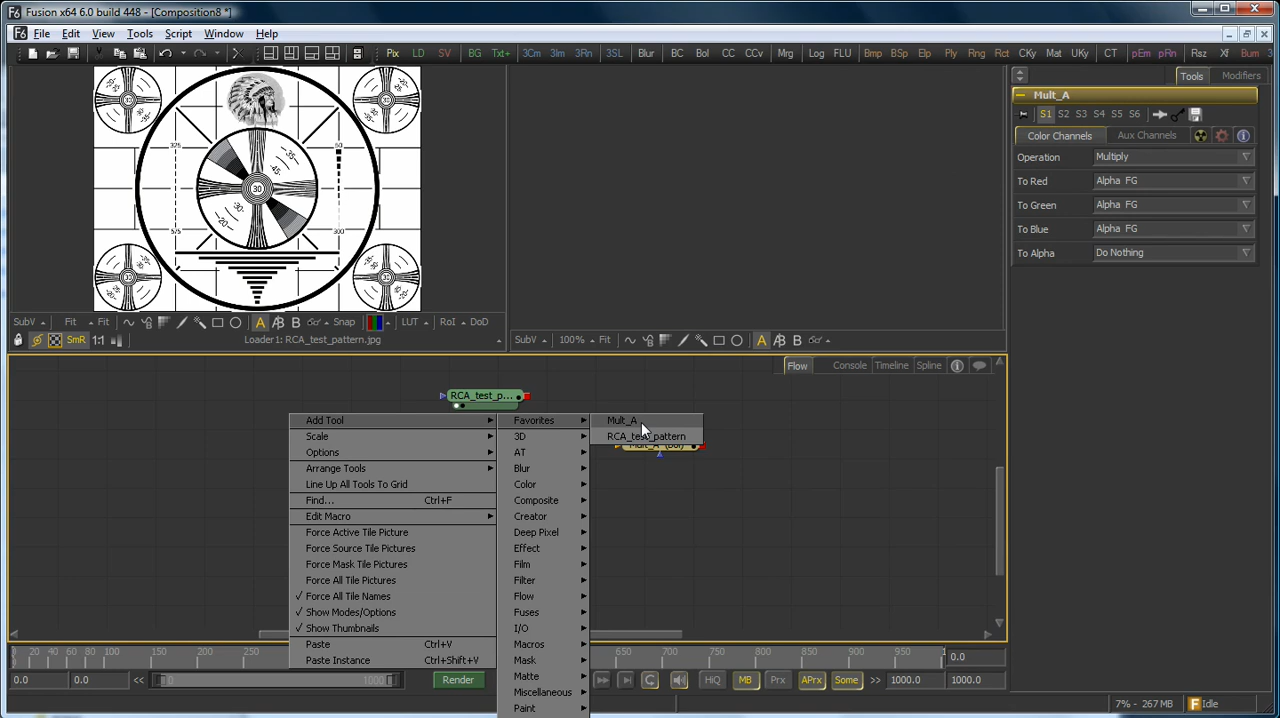 Fusion x64 6.0 build 448 - [Composition8 *]
File Edit View Tools Script Window Help
Pix LD SV BG Txt+ 3Cm 3Im 3Rn 3SL Blur BC Bol CC CCv Mrg Log FLU Bmp BSp Elp Ply Rng Rct CKy Mat UKy CT pEm pRn Rsz Xf Bum
Tools Modifiers
Mult_A
S1 S2 S3 S4 S5 S6
Color Channels Aux Channels
Operation Multiply
To Red Alpha FG
To Green Alpha FG
To Blue Alpha FG
To Alpha Do Nothing
325
30
575 300
SubV Fit Fit A B Snap LUT RoI DoD
SubV 100% Fit A B
SmR 1:1 Loader1: RCA_test_pattern.jpg
Flow Console Timeline Spline
RCA_test_p...
Add Tool
Scale
Options
Arrange Tools
Line Up All Tools To Grid
Find... Ctrl+F
Edit Macro
Force Active Tile Picture
Force Source Tile Pictures
Force Mask Tile Pictures
Force All Tile Pictures
Force All Tile Names
Show Modes/Options
Show Thumbnails
Paste Ctrl+V
Paste Instance Ctrl+Shift+V
Favorites
3D
AT
Blur
Color
Composite
Creator
Deep Pixel
Effect
Film
Filter
Flow
Fuses
I/O
Macros
Mask
Matte
Miscellaneous
Paint
Mult_A
RCA_test_pattern
0 20 40 60 80 100 150 200 250 650 700 750 800 850 900 950
0.0
0.0 0.0 << 0 1000 Render HiQ MB Prx APrx Some >> 1000.0 1000.0
7% - 267 MB Idle